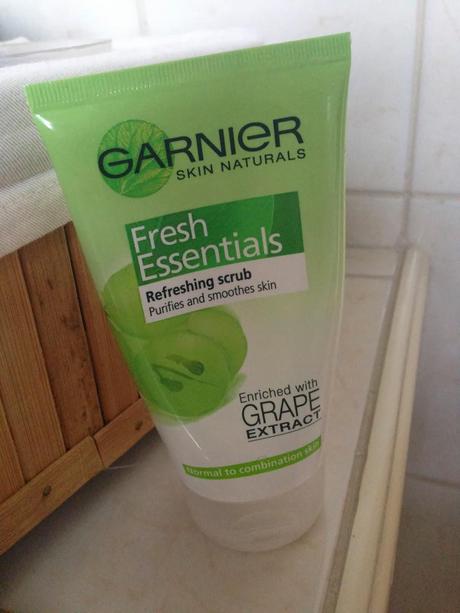 GARNIER
SKIN NATURALS
Fresh
Essentials
Refreshing scrub
Purifies and smoothes skin
Enriched with
GRAPE
EXTRACT
Normal to combination skin